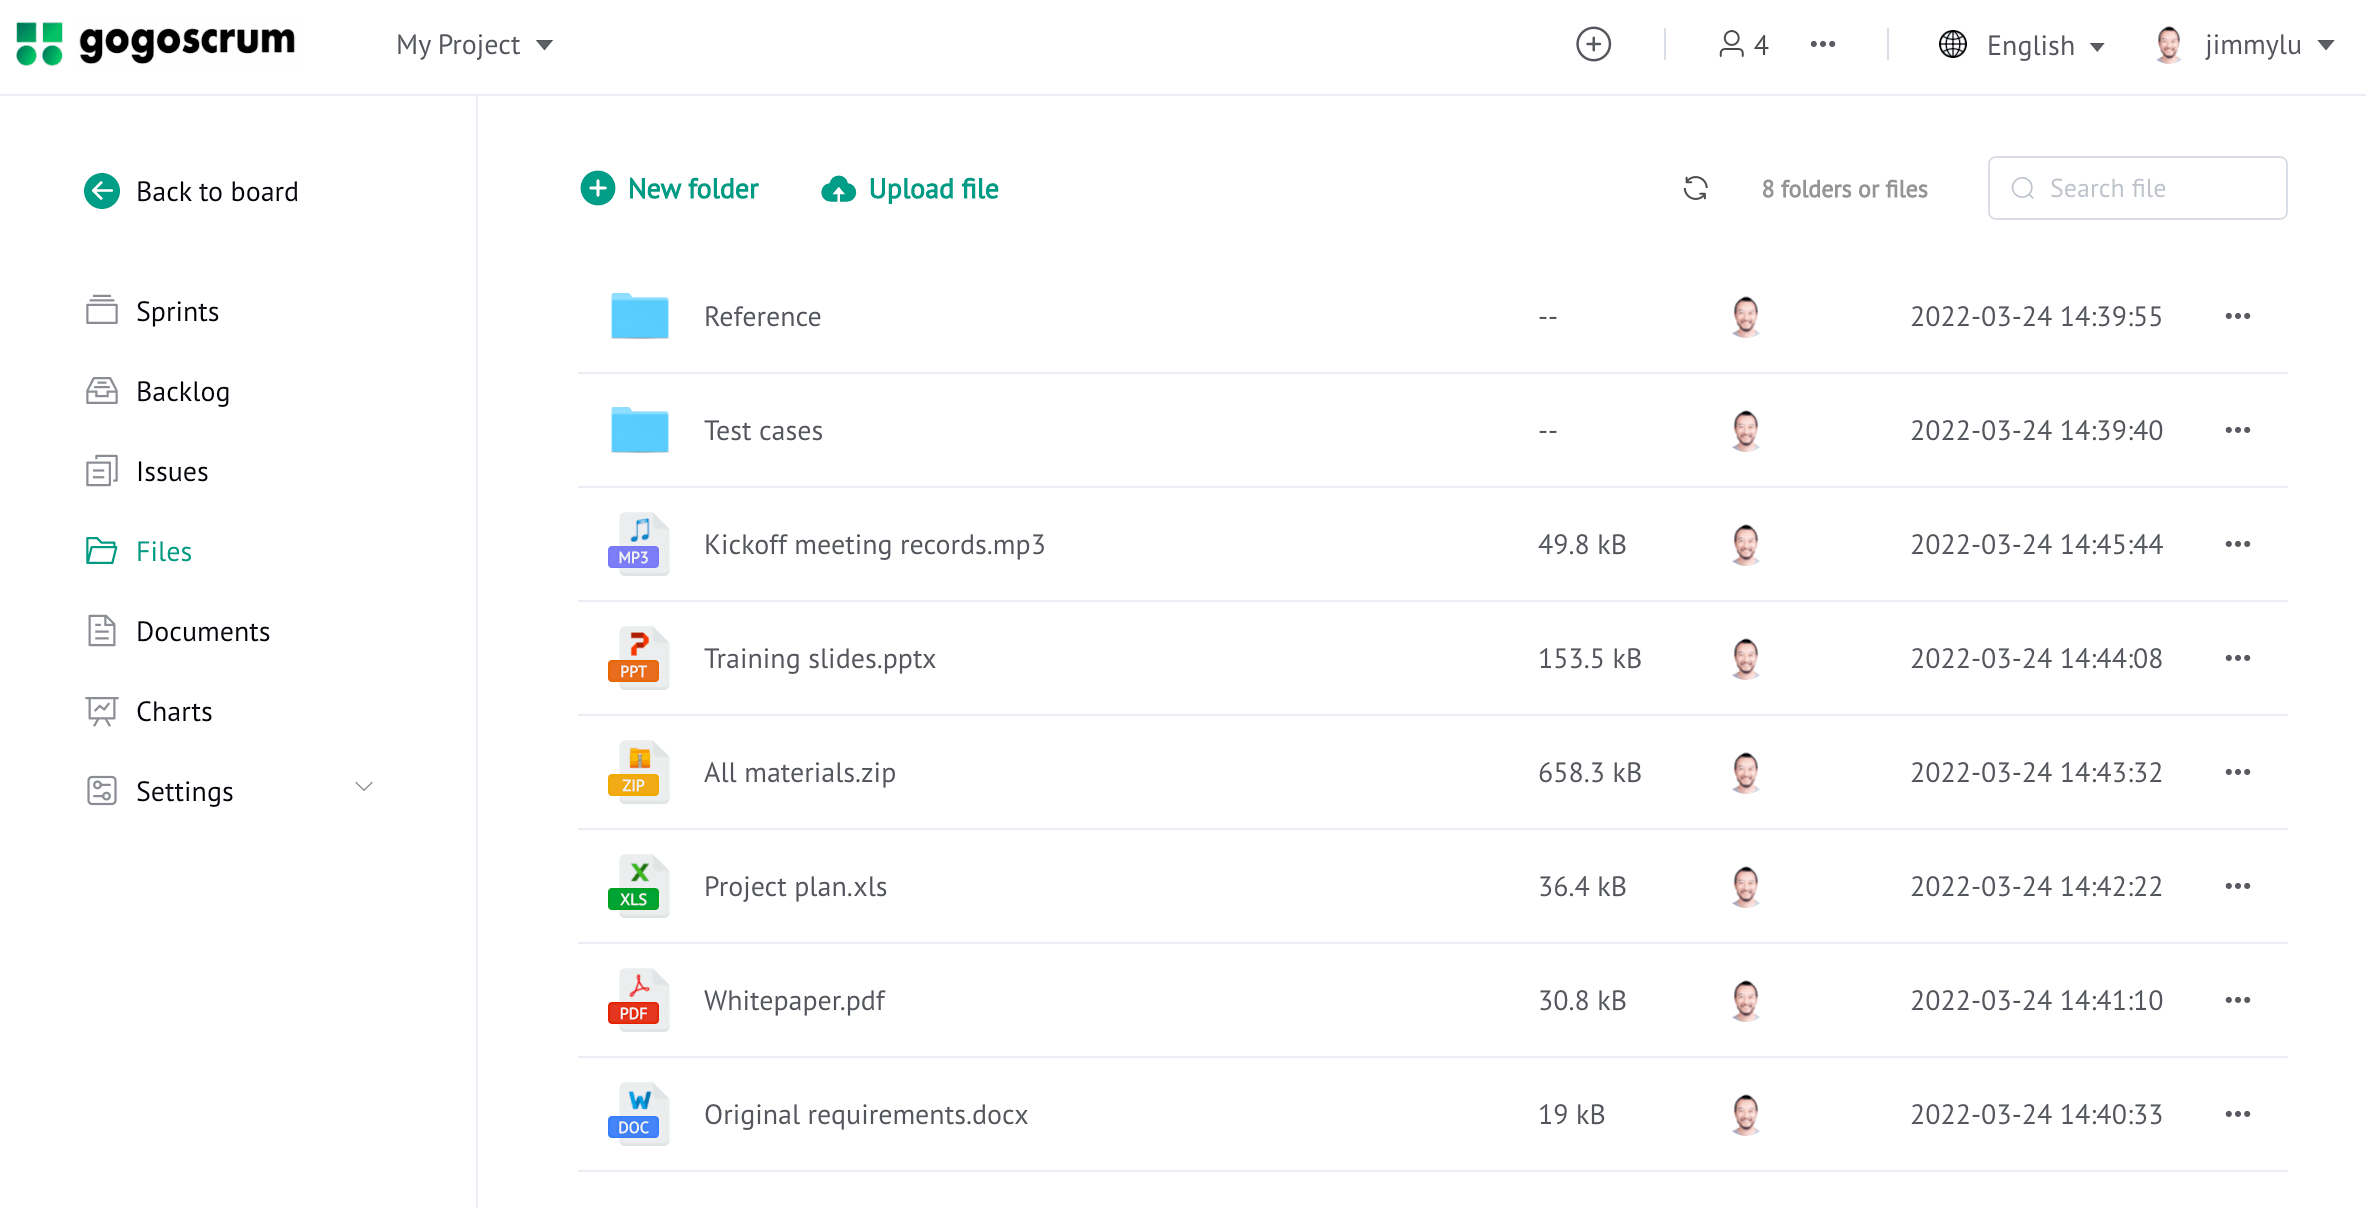 gogoscrum My Project 4 English jimmylu
Back to board New folder Upload file 8 folders or files Search file
Sprints
Backlog
Issues
Files
Documents
Charts
Settings
Reference -- 2022-03-24 14:39:55
Test cases -- 2022-03-24 14:39:40
MP3 Kickoff meeting records.mp3 49.8 kB 2022-03-24 14:45:44
PPT Training slides.pptx 153.5 kB 2022-03-24 14:44:08
ZIP All materials.zip 658.3 kB 2022-03-24 14:43:32
X
XLS Project plan.xls 36.4 kB 2022-03-24 14:42:22
PDF Whitepaper.pdf 30.8 kB 2022-03-24 14:41:10
W
DOC Original requirements.docx 19 kB 2022-03-24 14:40:33